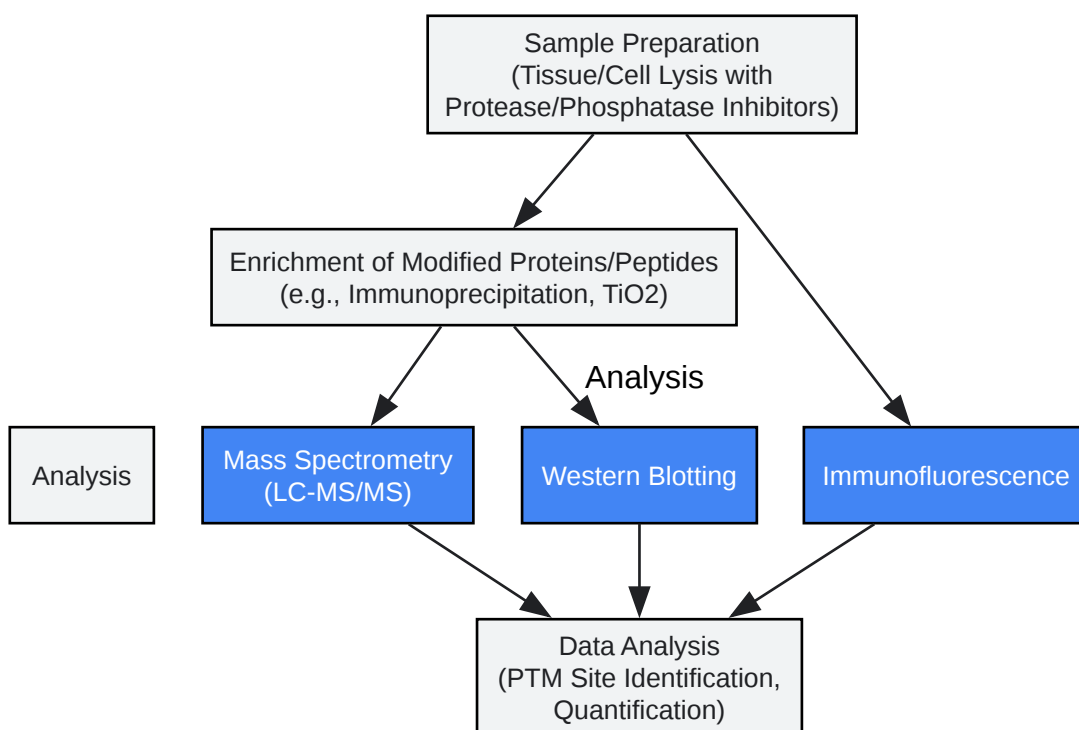 Sample Preparation
(Tissue/Cell Lysis with
Protease/Phosphatase Inhibitors)
Enrichment of Modified Proteins/Peptides
(e.g., Immunoprecipitation, TiO2)
Analysis
Analysis
Mass Spectrometry
(LC-MS/MS)
Western Blotting
Immunofluorescence
Data Analysis
(PTM Site Identification,
Quantification)